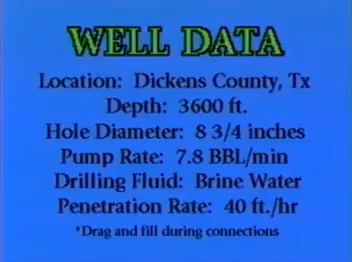 WELL DATA
Location: Dickens County, Tx
Depth: 3600 ft.
Hole Diameter: 8 3/4 inches
Pump Rate: 7.8 BBL/min
Drilling Fluid: Brine Water
Penetration Rate: 40 ft./hr
*Drag and fill during connections